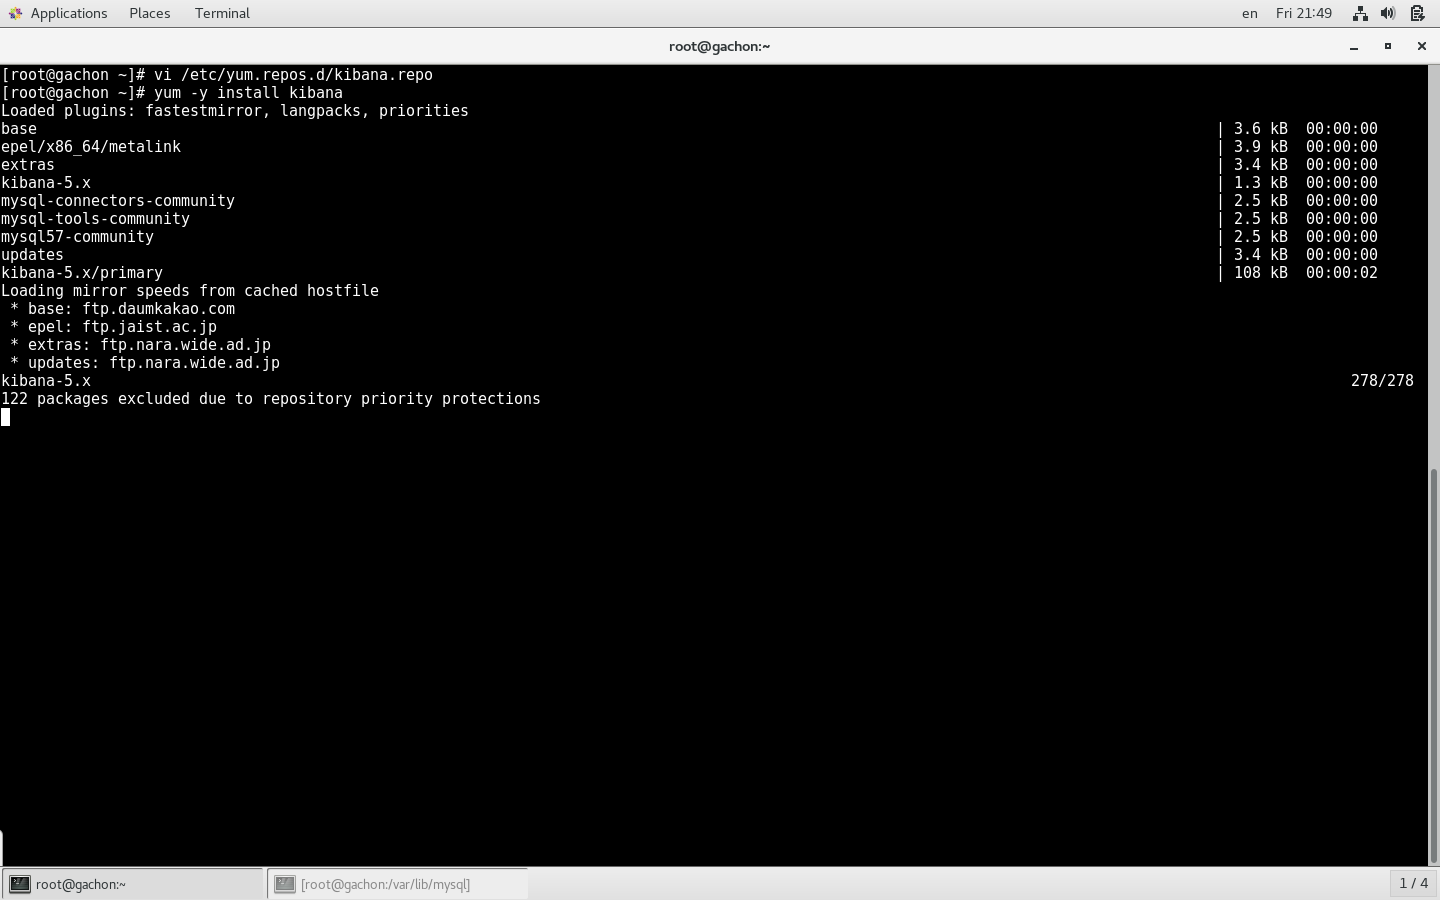 Applications Places Terminal en Fri 21:49
root@gachon:~
[root@gachon ~]# vi /etc/yum.repos.d/kibana.repo
[root@gachon ~]# yum -y install kibana
Loaded plugins: fastestmirror, langpacks, priorities
base | 3.6 kB 00:00:00
epel/x86_64/metalink | 3.9 kB 00:00:00
extras | 3.4 kB 00:00:00
kibana-5.x | 1.3 kB 00:00:00
mysql-connectors-community | 2.5 kB 00:00:00
mysql-tools-community | 2.5 kB 00:00:00
mysql57-community | 2.5 kB 00:00:00
updates | 3.4 kB 00:00:00
kibana-5.x/primary | 108 kB 00:00:02
Loading mirror speeds from cached hostfile
* base: ftp.daumkakao.com
* epel: ftp.jaist.ac.jp
* extras: ftp.nara.wide.ad.jp
* updates: ftp.nara.wide.ad.jp
kibana-5.x 278/278
122 packages excluded due to repository priority protections
root@gachon:~ [root@gachon:/var/lib/mysql] 1 / 4